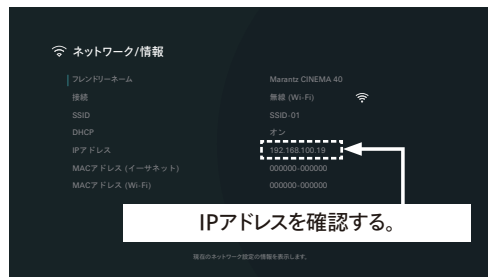 ネットワーク/情報
フレンドリーネーム Marantz CINEMA 40
接続 無線 (Wi-Fi)
SSID SSID-01
DHCP オン
IPアドレス 192.168.100.19
MACアドレス (イーサネット) 000000-000000
MACアドレス (Wi-Fi) 000000-000000
IPアドレスを確認する。
現在のネットワーク設定の情報を表示します。